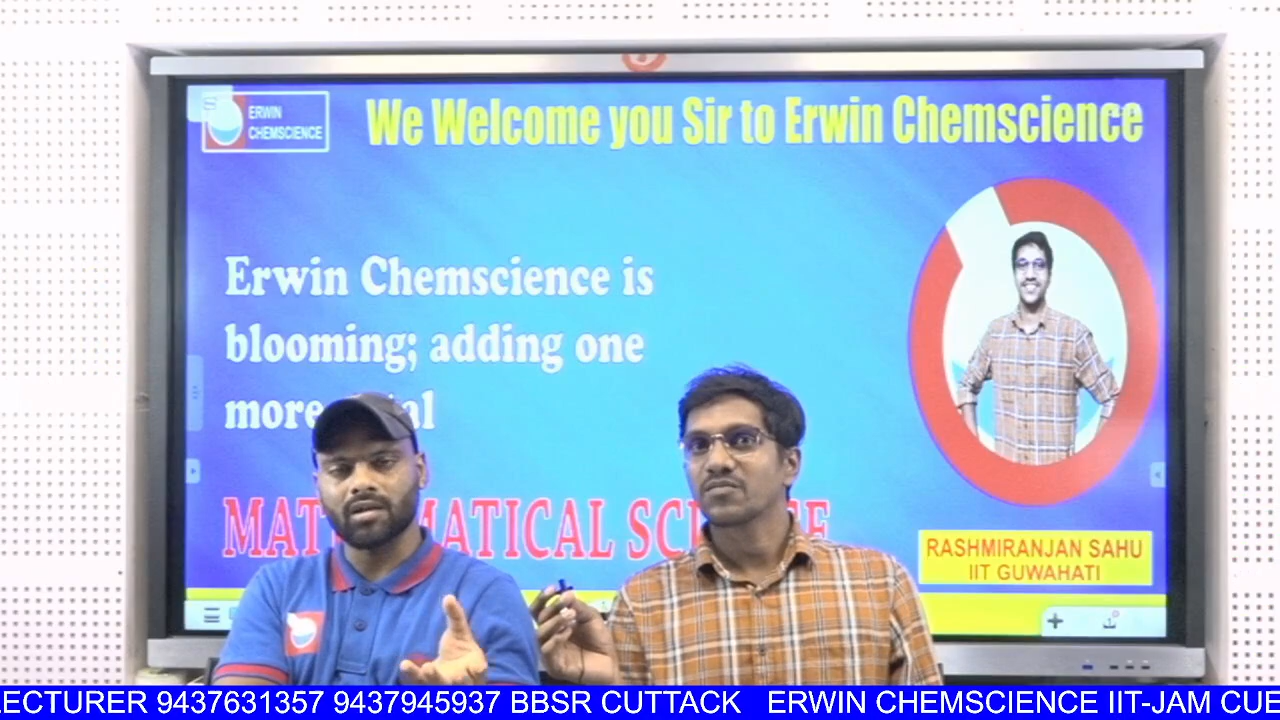 ERWIN
CHEMSCIENCE
We Welcome you Sir to Erwin Chemscience
Erwin Chemscience is
blooming; adding one
more
RASHMIRANJAN SAHU
IIT GUWAHATI
LECTURER 9437631357 9437945937 BBSR CUTTACK ERWIN CHEMSCIENCE IIT-JAM CUE